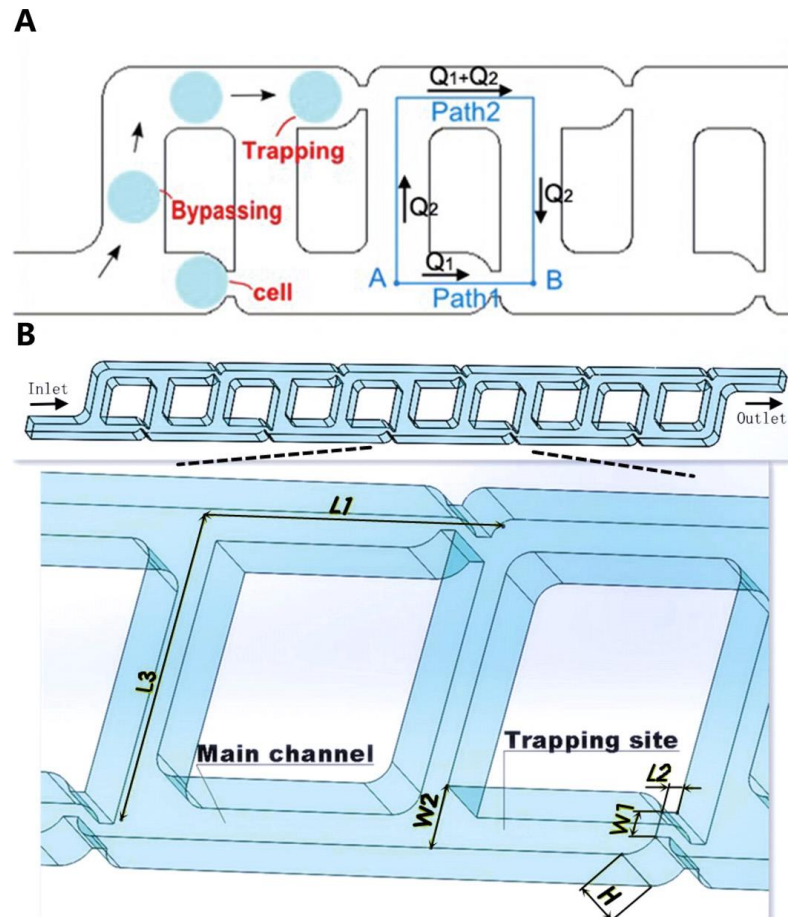 A
Q1+Q2
Path2
Trapping
Q2
Q2
Bypassing
Q1
cell
A
B
Path1
B
Inlet
Outlet
L1
L3
Main channel
Trapping site
L2
W2
W1
H